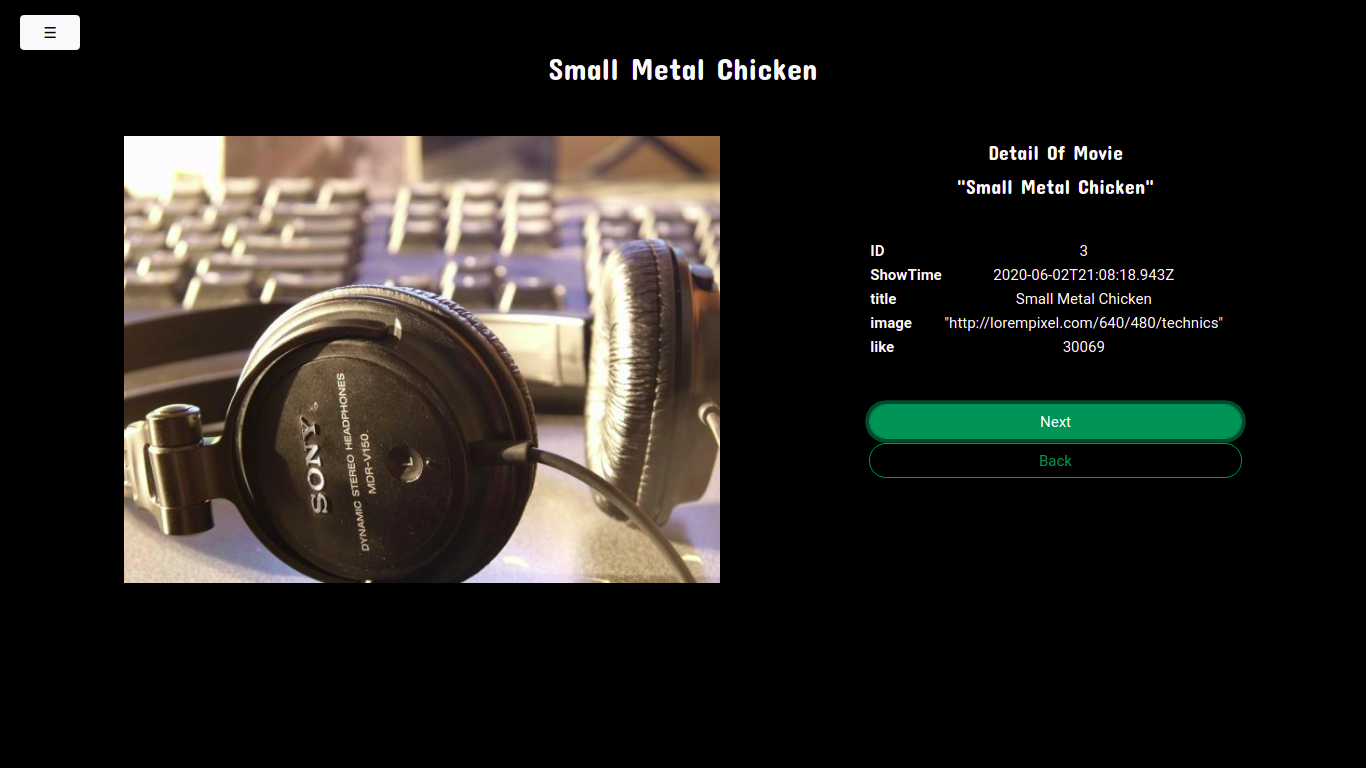 ☰
Small Metal Chicken
Detail Of Movie
"Small Metal Chicken"
ID 3
ShowTime 2020-06-02T21:08:18.943Z
title Small Metal Chicken
image "http://lorempixel.com/640/480/technics"
like 30069
Next
Back
SONY
DYNAMIC STEREO HEADPHONES
MDR-V150
L